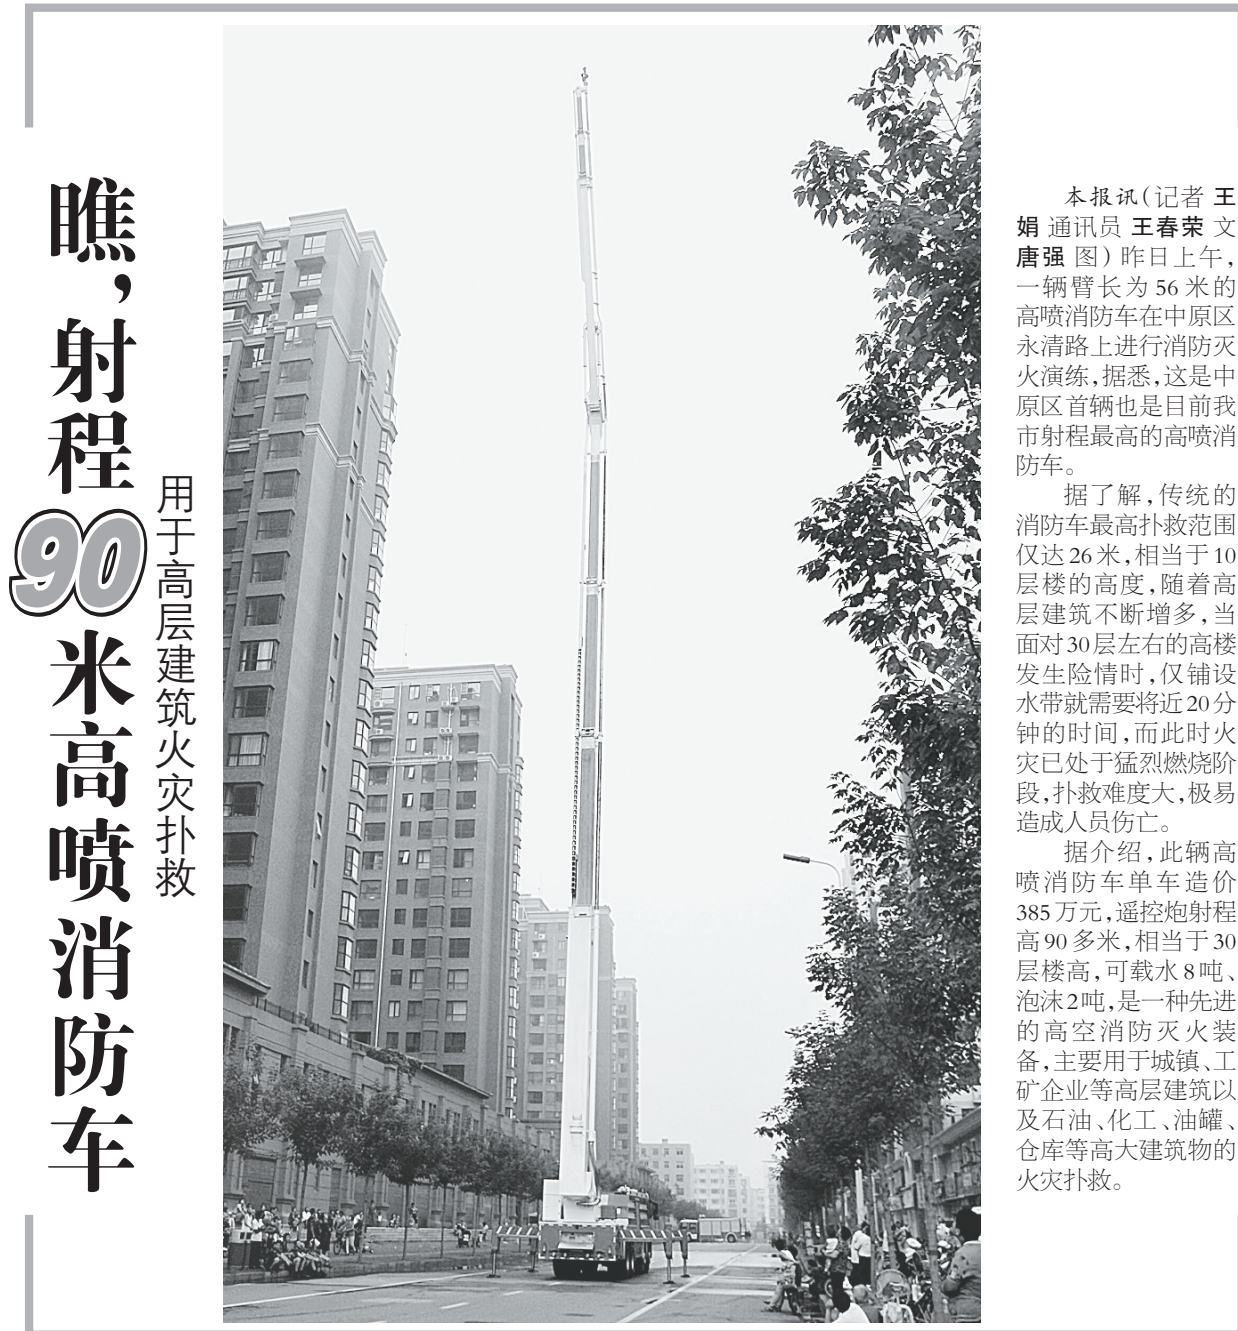 瞧，射程90米高喷消防车
用于高层建筑火灾扑救
本报讯（记者 王
娟 通讯员 王春荣 文
唐强 图）昨日上午，
一辆臂长为56米的
高喷消防车在中原区
永清路上进行消防灭
火演练，据悉，这是中
原区首辆也是目前我
市射程最高的高喷消
防车。
据了解，传统的
消防车最高扑救范围
仅达26米，相当于10
层楼的高度，随着高
层建筑不断增多，当
面对30层左右的高楼
发生险情时，仅铺设
水带就需要将近20分
钟的时间，而此时火
灾已处于猛烈燃烧阶
段，扑救难度大，极易
造成人员伤亡。
据介绍，此辆高
喷消防车单车造价
385万元，遥控炮射程
高90多米，相当于30
层楼高，可载水8吨、
泡沫2吨，是一种先进
的高空消防灭火装
备，主要用于城镇、工
矿企业等高层建筑以
及石油、化工、油罐、
仓库等高大建筑物的
火灾扑救。